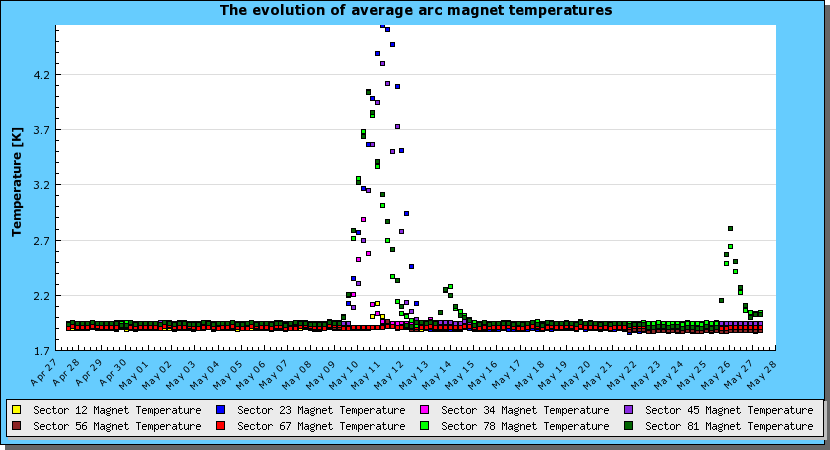 The evolution of average arc magnet temperatures
Temperature [K]
4.2
3.7
3.2
2.7
2.2
1.7
Apr 27 Apr 28 Apr 29 Apr 30 May 01 May 02 May 03 May 04 May 05 May 06 May 07 May 08 May 09 May 10 May 11 May 12 May 13 May 14 May 15 May 16 May 17 May 18 May 19 May 20 May 21 May 22 May 23 May 24 May 25 May 26 May 27 May 28
Sector 12 Magnet Temperature Sector 23 Magnet Temperature Sector 34 Magnet Temperature Sector 45 Magnet Temperature
Sector 56 Magnet Temperature Sector 67 Magnet Temperature Sector 78 Magnet Temperature Sector 81 Magnet Temperature